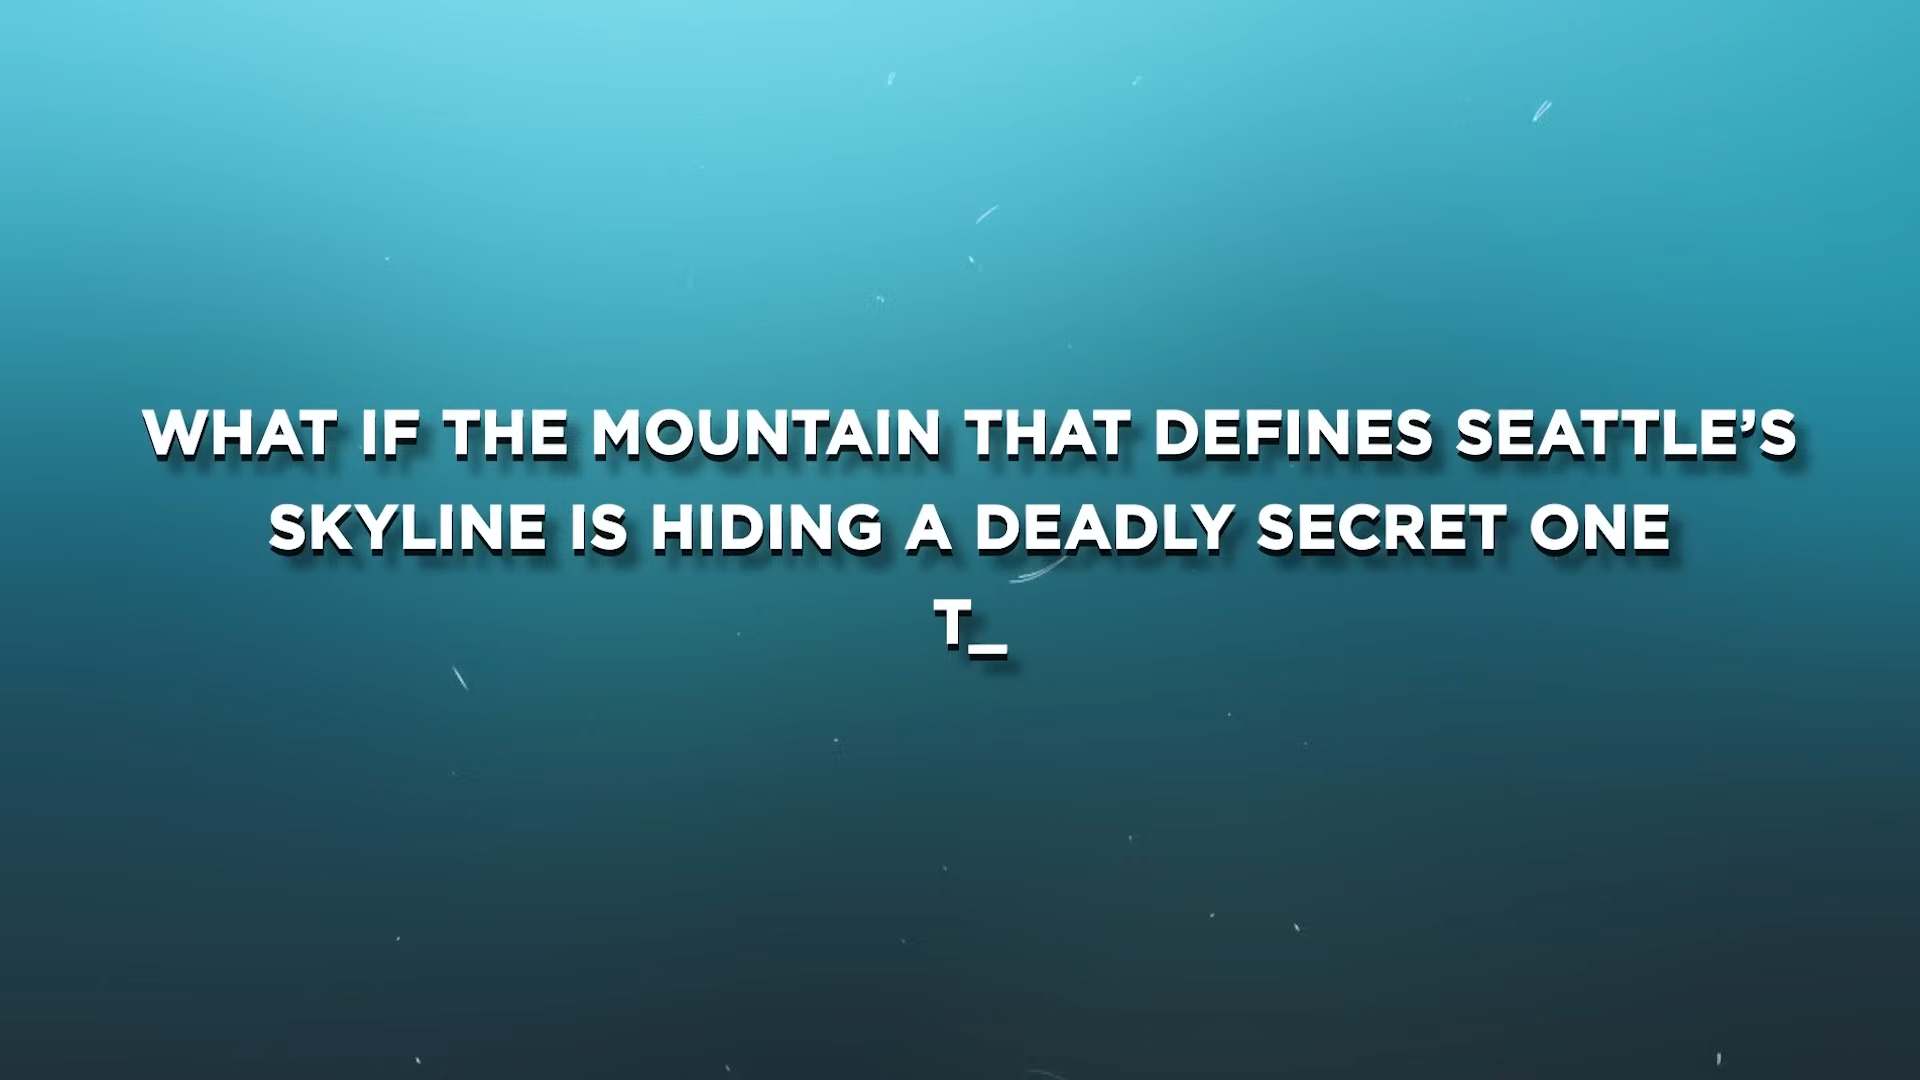 WHAT IF THE MOUNTAIN THAT DEFINES SEATTLE’S
SKYLINE IS HIDING A DEADLY SECRET ONE
T_